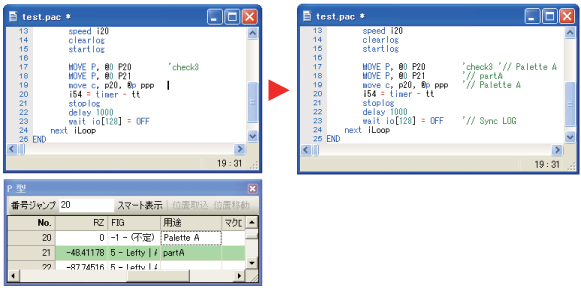 test.pac *
13 speed i20
14 clearlog
15 startlog
16
17 MOVE P, @0 P20 'check3
18 MOVE P, @0 P21
19 move c, p20, @p ppp
20 i54 = timer - tt
21 stoplog
22 delay 1000
23 wait io[128] = OFF
24 next iLoop
25 END
19 : 31
test.pac *
13 speed i20
14 clearlog
15 startlog
16
17 MOVE P, @0 P20 'check3 '// Palette A
18 MOVE P, @0 P21 '// partA
19 move c, p20, @p ppp '// Palette A
20 i54 = timer - tt
21 stoplog
22 delay 1000
23 wait io[128] = OFF '// Sync LOG
24 next iLoop
25 END
19 : 31
P 型
番号ジャンプ 20 スマート表示 位置取込 位置移動
No. RZ FIG 用途
20 0 -1 - (不定) Palette A
21 -48.41178 5 - Lefty | partA
22 -87.74516 5 - Lefty |